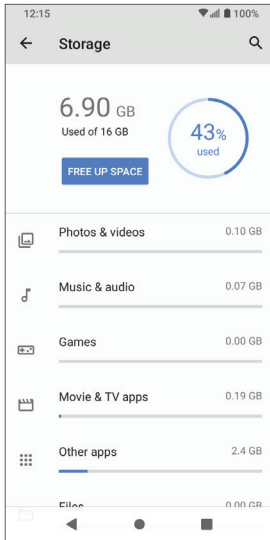 12:15 100%
Storage
6.90 GB
Used of 16 GB
43%
used
FREE UP SPACE
Photos & videos 0.10 GB
Music & audio 0.07 GB
Games 0.00 GB
Movie & TV apps 0.19 GB
Other apps 2.4 GB
Files 0.00 GB